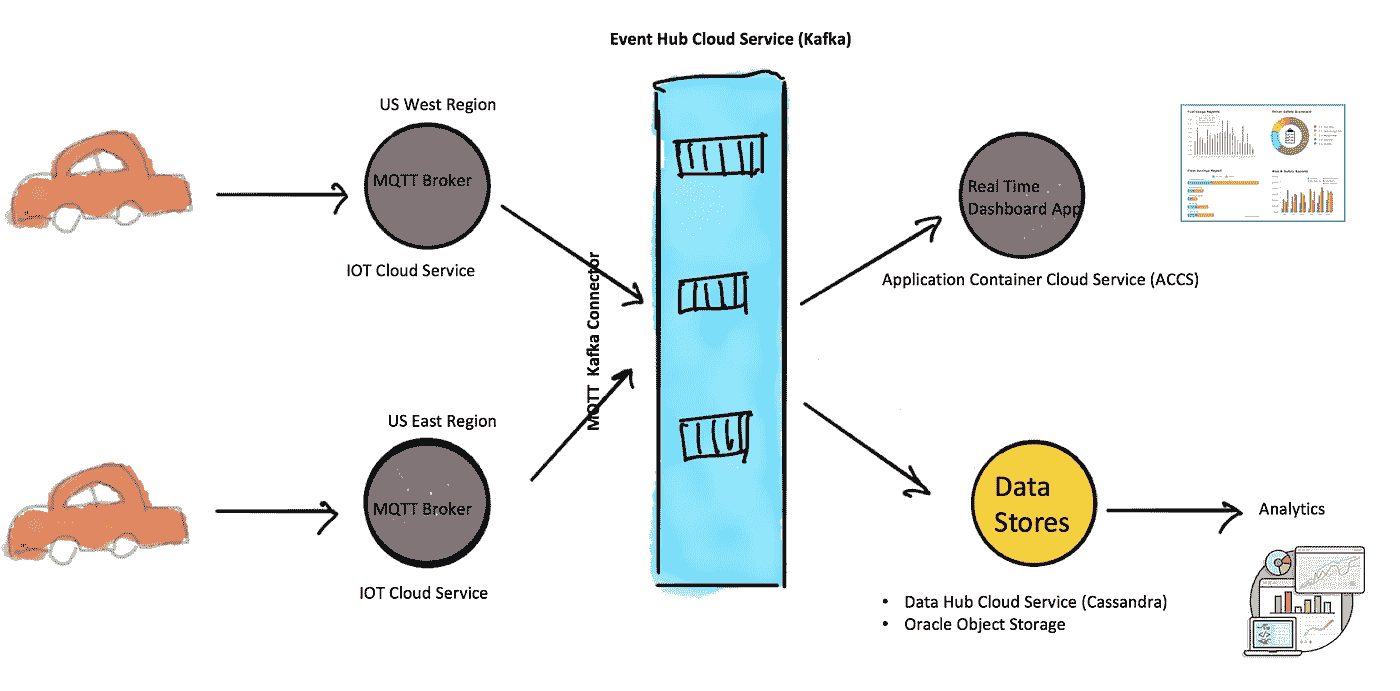 Event Hub Cloud Service (Kafka)
US West Region
MQTT Broker
IOT Cloud Service
US East Region
MQTT Broker
IOT Cloud Service
MQTT Kafka Connector
Real Time
Dashboard App
Application Container Cloud Service (ACCS)
Data
Stores
• Data Hub Cloud Service (Cassandra)
• Oracle Object Storage
Analytics